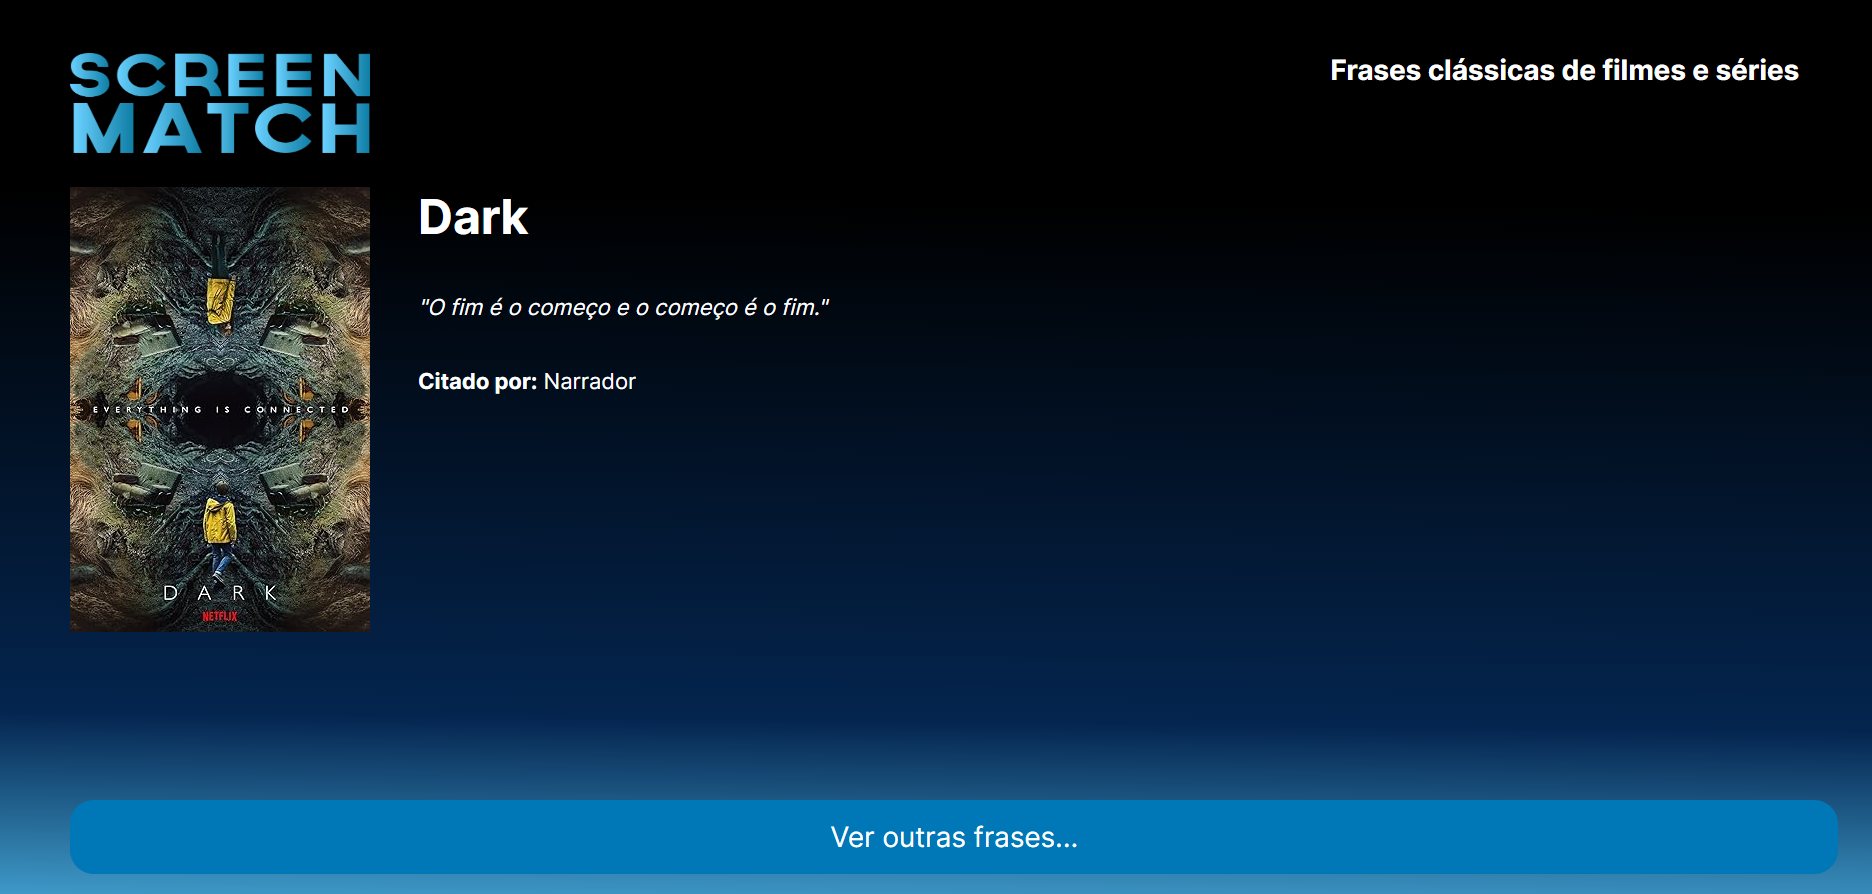 SCREEN
MATCH
Frases clássicas de filmes e séries
Dark
"O fim é o começo e o começo é o fim."
Citado por: Narrador
EVERYTHING IS CONNECTED
DARK
NETFLIX
Ver outras frases...